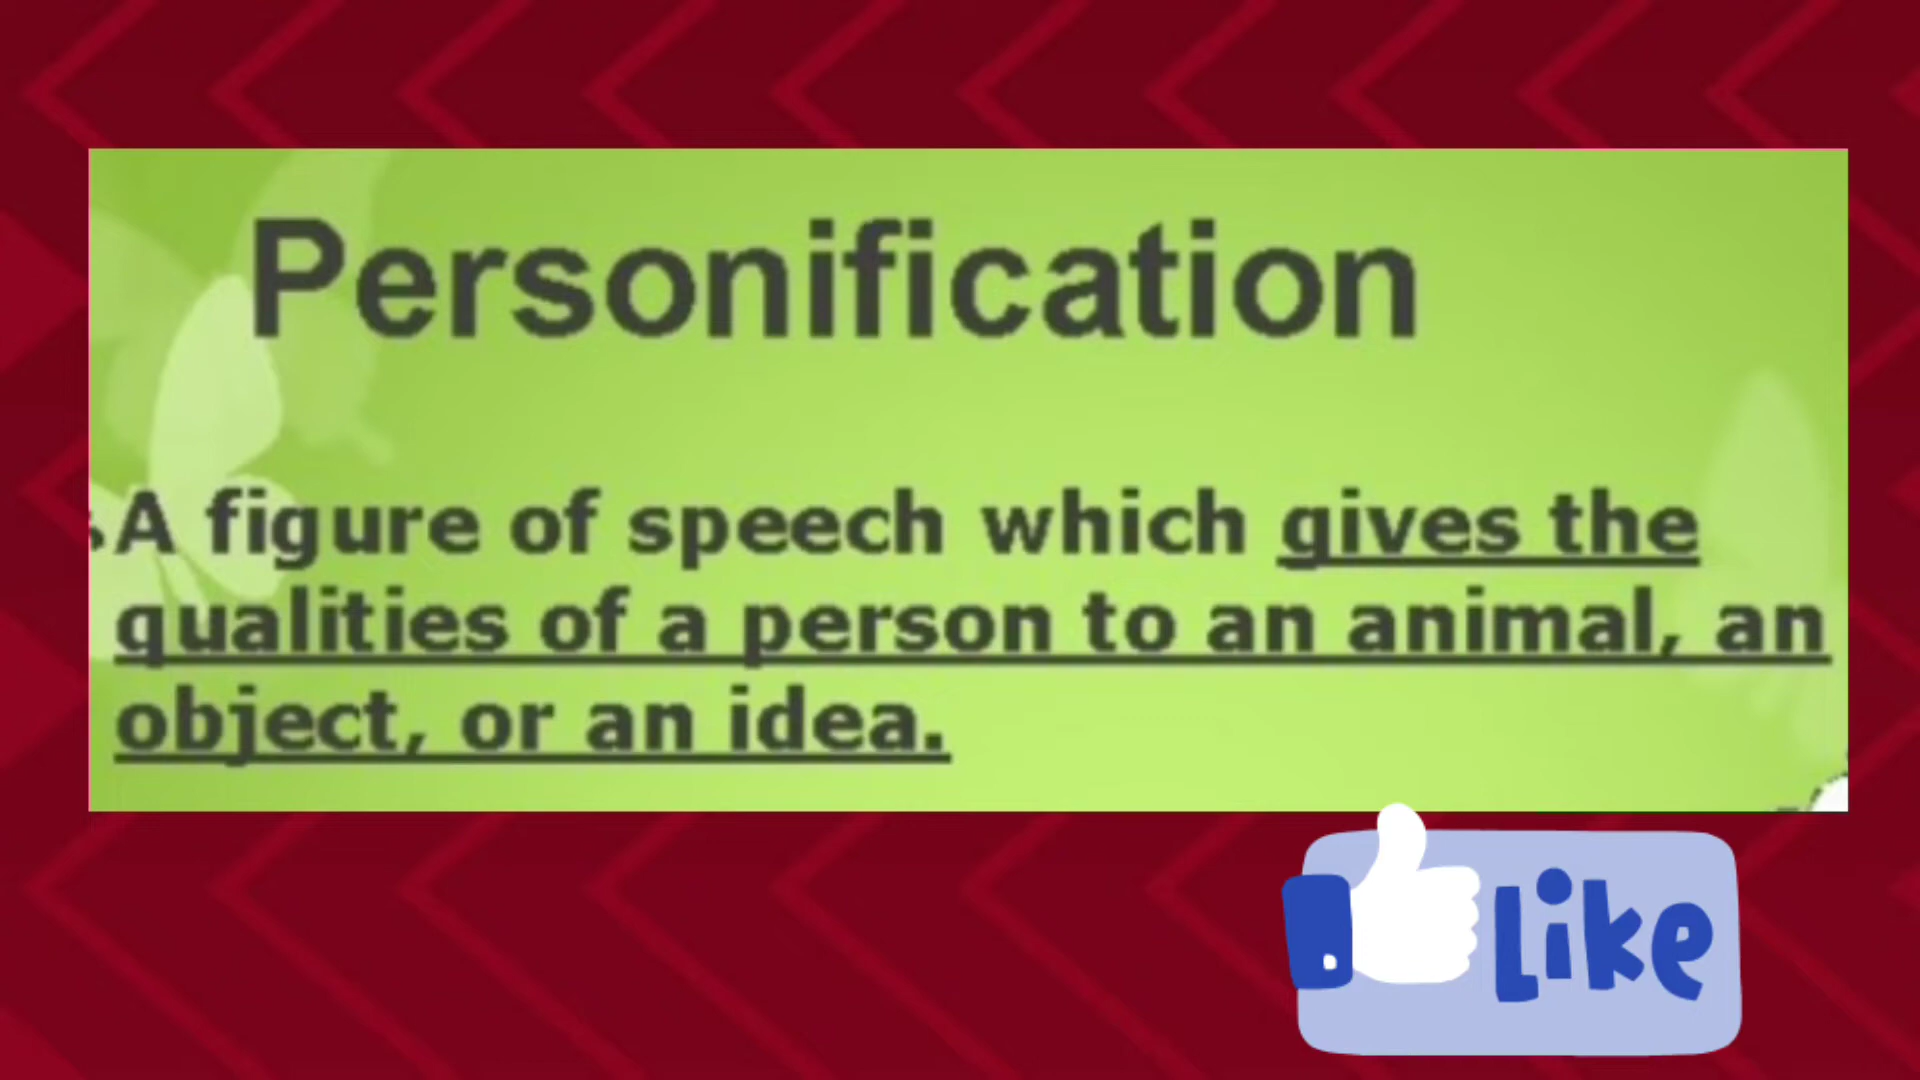 Personification
A figure of speech which gives the
qualities of a person to an animal, an
object, or an idea.
Like